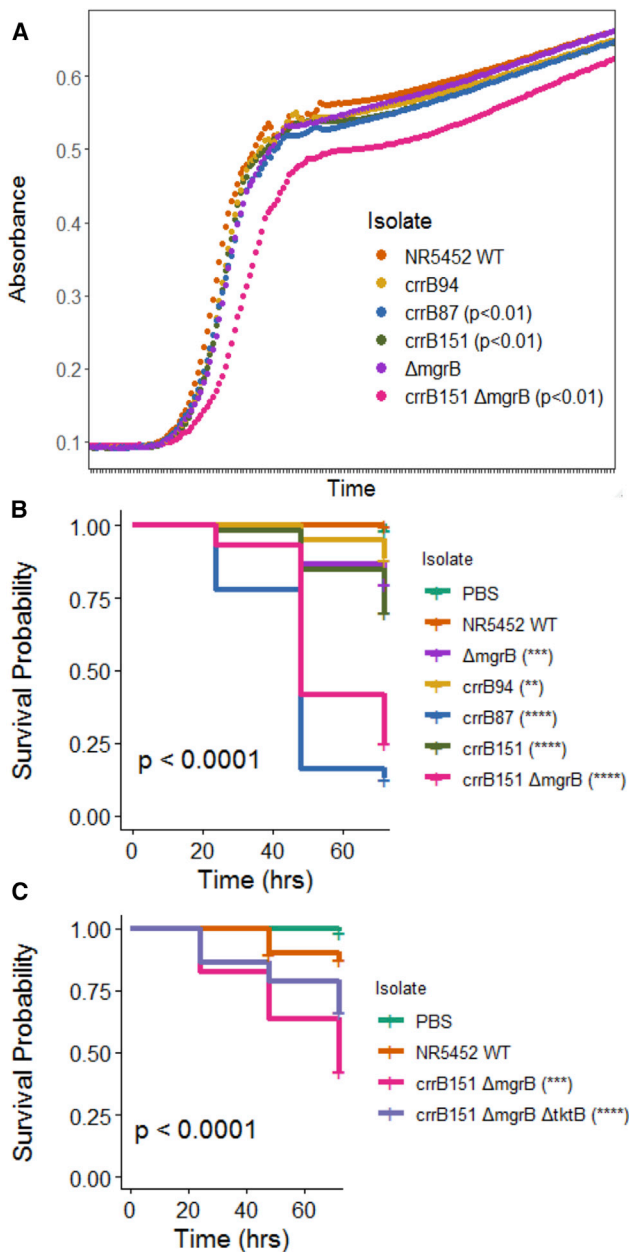 A
Absorbance
0.6
0.5
0.4
0.3
0.2
0.1
Isolate
NR5452 WT
crrB94
crrB87 (p<0.01)
crrB151 (p<0.01)
ΔmgrB
crrB151 ΔmgrB (p<0.01)
Time
B
Survival Probability
1.00
0.75
0.50
0.25
0.00
p < 0.0001
0 20 40 60
Time (hrs)
Isolate
PBS
NR5452 WT
ΔmgrB (***)
crrB94 (**)
crrB87 (****)
crrB151 (****)
crrB151 ΔmgrB (****)
C
Survival Probability
1.00
0.75
0.50
0.25
0.00
p < 0.0001
0 20 40 60
Time (hrs)
Isolate
PBS
NR5452 WT
crrB151 ΔmgrB (***)
crrB151 ΔmgrB ΔtktB (****)